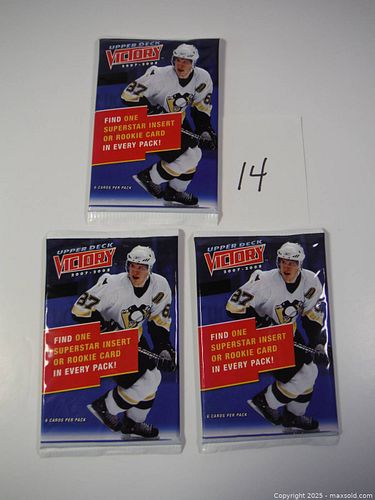 UPPER DECK
VICTORY
2007-2008
87
FIND ONE
SUPERSTAR INSERT
OR ROOKIE CARD
IN EVERY PACK!
6 CARDS PER PACK
14
UPPER DECK
VICTORY
2007-2008
87
FIND ONE
SUPERSTAR INSERT
OR ROOKIE CARD
IN EVERY PACK!
6 CARDS PER PACK
UPPER DECK
VICTORY
2007-2008
87
FIND ONE
SUPERSTAR INSERT
OR ROOKIE CARD
IN EVERY PACK!
6 CARDS PER PACK
Copyright © 2025 - maxsold.com